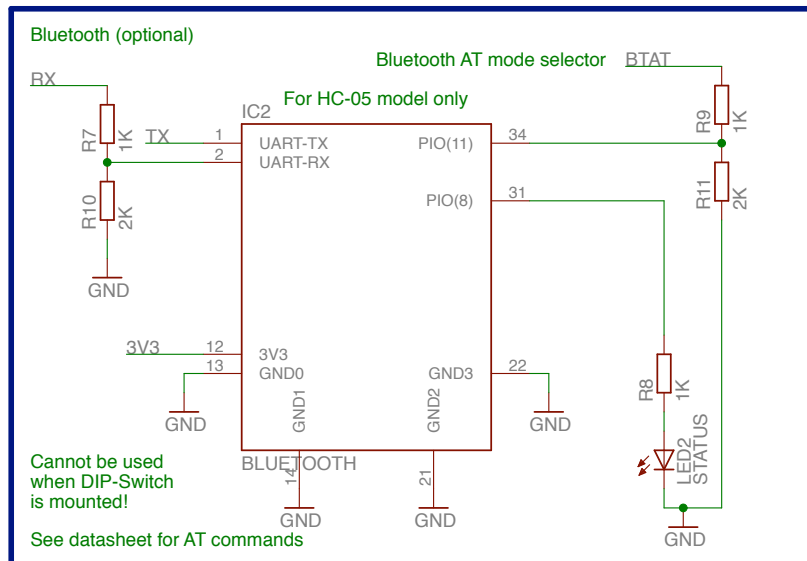 Bluetooth (optional)
Bluetooth AT mode selector
BTAT
RX
For HC-05 model only
IC2
R7
1K
TX
1
UART-TX
2
UART-RX
PIO(11)
34
R9
1K
PIO(8)
31
R10
2K
R11
2K
GND
3V3
12
3V3
13
GND0
GND1
GND2
GND3
22
R8
1K
GND
GND
LED2
STATUS
BLUETOOTH
14
21
Cannot be used
when DIP-Switch
is mounted!
GND
GND
GND
See datasheet for AT commands